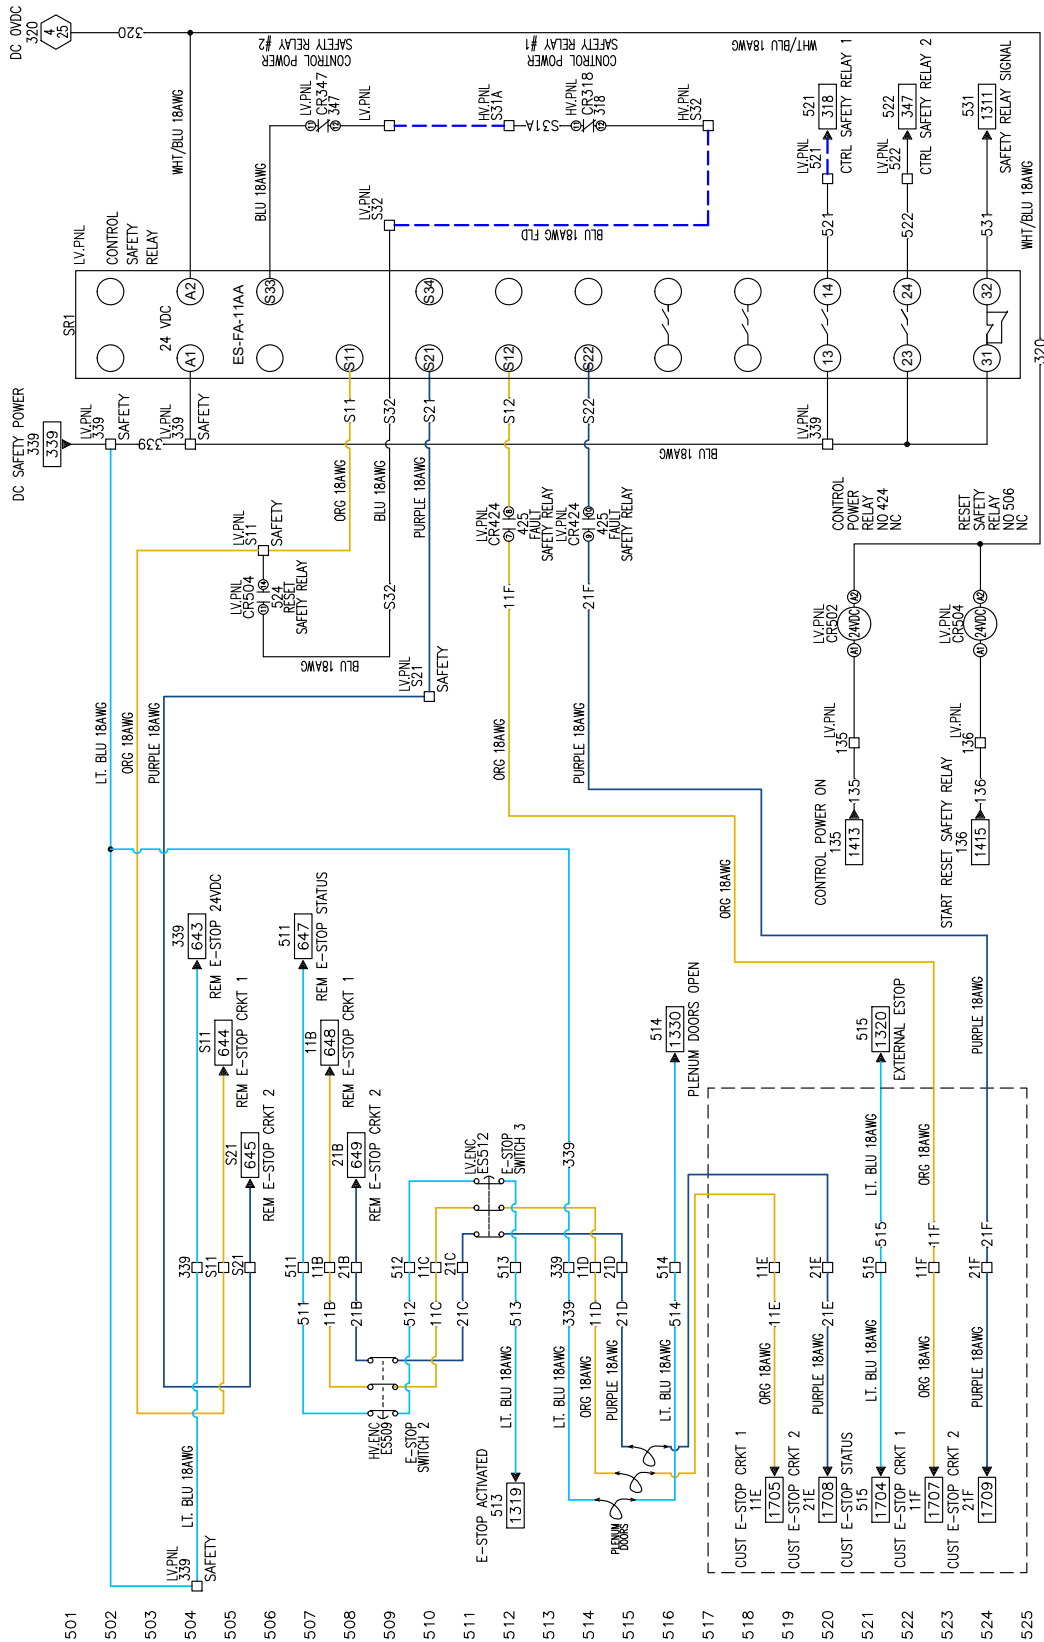 DC 0VDC
320
4
25
320
WHT/BLU 18AWG
CONTROL POWER
SAFETY RELAY #2
LV.PNL
CR347
347
11
12
LV.PNL
BLU 18AWG
HV.PNL
S31A
S31A
CONTROL POWER
SAFETY RELAY #1
HV.PNL
CR318
318
11
12
HV.PNL
S32
LV.PNL
S32
BLU 18AWG FLD
WHT/BLU 18AWG
521
318
CTRL SAFETY RELAY 1
LV.PNL
521
521
522
347
CTRL SAFETY RELAY 2
LV.PNL
522
522
531
1311
SAFETY RELAY SIGNAL
531
WHT/BLU 18AWG
320
SR1
LV.PNL
CONTROL
SAFETY
RELAY
24 VDC
ES-FA-11AA
A1
A2
S33
S11
S21
S34
S12
S22
13
14
23
24
31
32
DC SAFETY POWER
339
339
LV.PNL
339
SAFETY
339
LV.PNL
339
SAFETY
BLU 18AWG
LV.PNL
339
S11
S32
S21
S12
S22
ORG 18AWG
BLU 18AWG
PURPLE 18AWG
LV.PNL
S11
SAFETY
LV.PNL
CR504
13
14
524
RESET
SAFETY RELAY
BLU 18AWG
S32
LV.PNL
S21
SAFETY
LV.PNL
CR424
7
8
425
FAULT
SAFETY RELAY
LV.PNL
CR424
9
10
425
FAULT
SAFETY RELAY
11F
21F
ORG 18AWG
PURPLE 18AWG
CONTROL
POWER
RELAY
NO 424
NC
LV.PNL
CR502
A1
24VDC
A2
LV.PNL
135
135
CONTROL POWER ON
135
1413
RESET
SAFETY
RELAY
NO 506
NC
LV.PNL
CR504
A1
24VDC
A2
LV.PNL
136
136
START RESET SAFETY RELAY
136
1415
LT. BLU 18AWG
ORG 18AWG
PURPLE 18AWG
339
643
REM E-STOP 24VDC
S11
644
REM E-STOP CRKT 1
S21
645
REM E-STOP CRKT 2
511
647
REM E-STOP STATUS
11B
648
REM E-STOP CRKT 1
21B
649
REM E-STOP CRKT 2
339
S11
S21
511
511
11B
11B
21B
21B
HV.ENC
ES509
E-STOP
SWITCH 2
512
512
11C
11C
21C
21C
LV.ENC
ES512
E-STOP
SWITCH 3
513
513
LT. BLU 18AWG
E-STOP ACTIVATED
513
1319
339
339
339
11D
11D
21D
21D
LT. BLU 18AWG
ORG 18AWG
PURPLE 18AWG
PLENUM
DOORS
514
514
LT. BLU 18AWG
514
1330
PLENUM DOORS OPEN
LV.PNL
339
SAFETY
LT. BLU 18AWG
ORG 18AWG
CUST E-STOP CRKT 1
11E
1705
ORG 18AWG
11E
11E
CUST E-STOP CRKT 2
21E
1708
PURPLE 18AWG
21E
21E
CUST E-STOP STATUS
515
1704
LT. BLU 18AWG
515
515
LT. BLU 18AWG
515
1320
EXTERNAL ESTOP
CUST E-STOP CRKT 1
11F
1707
ORG 18AWG
11F
11F
ORG 18AWG
CUST E-STOP CRKT 2
21F
1709
PURPLE 18AWG
21F
21F
PURPLE 18AWG
501
502
503
504
505
506
507
508
509
510
511
512
513
514
515
516
517
518
519
520
521
522
523
524
525